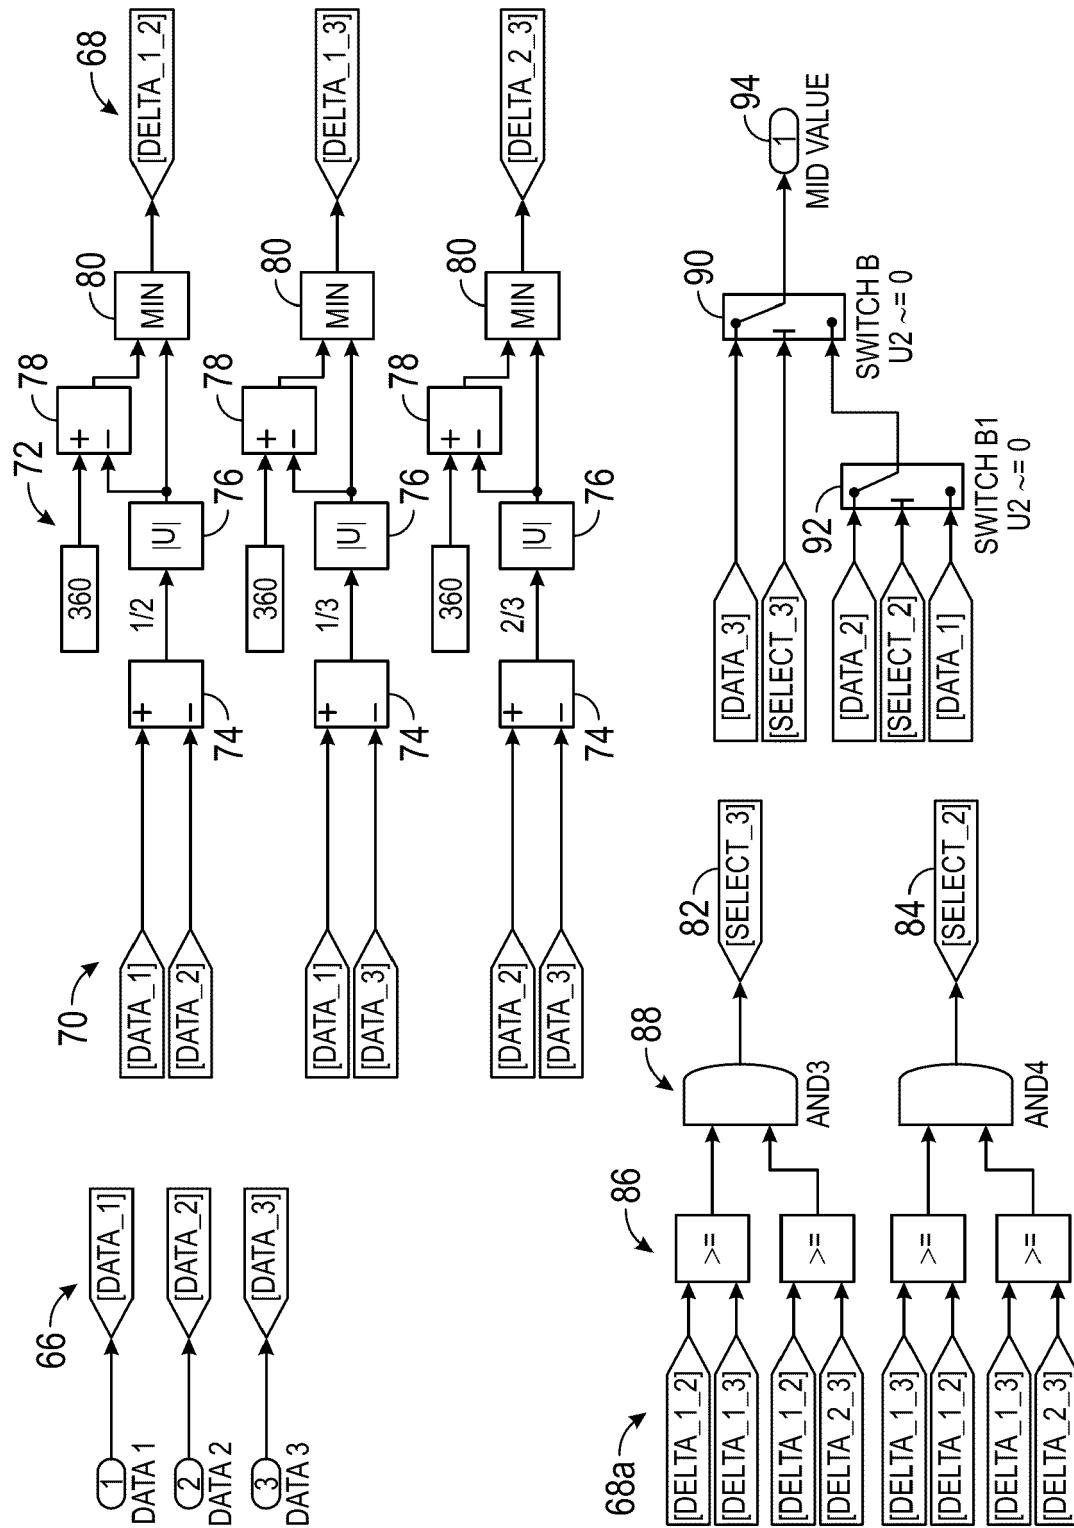 66
1
DATA 1
[DATA_1]
2
DATA 2
[DATA_2]
3
DATA 3
[DATA_3]
70
72
68
[DATA_1]
[DATA_2]
+
−
74
1/2
360
|U|
76
+
−
78
MIN
80
[DELTA_1_2]
[DATA_1]
[DATA_3]
+
−
74
1/3
360
|U|
76
+
−
78
MIN
80
[DELTA_1_3]
[DATA_2]
[DATA_3]
+
−
74
2/3
360
|U|
76
+
−
78
MIN
80
[DELTA_2_3]
68a
86
88
[DELTA_1_2]
[DELTA_1_3]
>=
[DELTA_1_2]
[DELTA_2_3]
>=
AND3
82
[SELECT_3]
[DELTA_1_3]
[DELTA_1_2]
>=
[DELTA_1_3]
[DELTA_2_3]
>=
AND4
84
[SELECT_2]
[DATA_3]
[SELECT_3]
[DATA_2]
[SELECT_2]
[DATA_1]
92
SWITCH B1
U2 ~= 0
90
SWITCH B
U2 ~= 0
94
1
MID VALUE